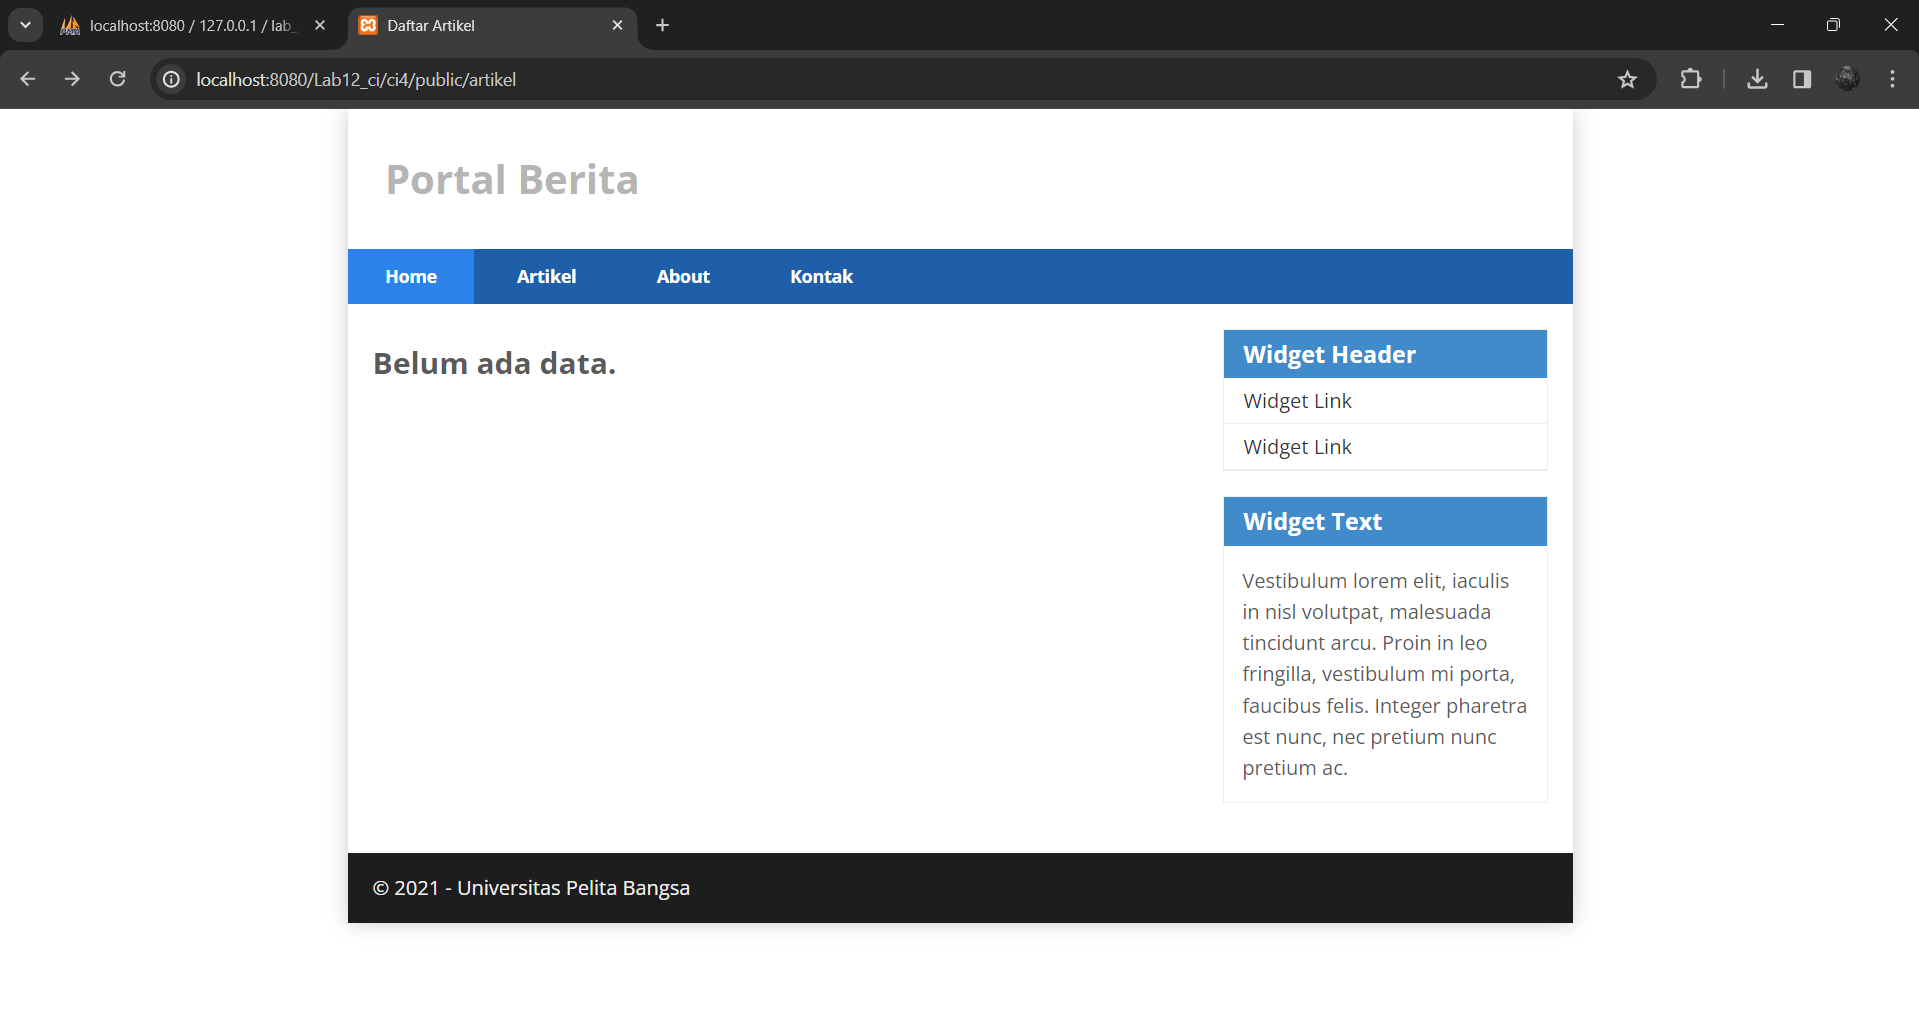 localhost:8080 / 127.0.0.1 / lab_
Daftar Artikel
localhost:8080/Lab12_ci/ci4/public/artikel
Portal Berita
Home
Artikel
About
Kontak
Belum ada data.
Widget Header
Widget Link
Widget Link
Widget Text
Vestibulum lorem elit, iaculis
in nisl volutpat, malesuada
tincidunt arcu. Proin in leo
fringilla, vestibulum mi porta,
faucibus felis. Integer pharetra
est nunc, nec pretium nunc
pretium ac.
© 2021 - Universitas Pelita Bangsa